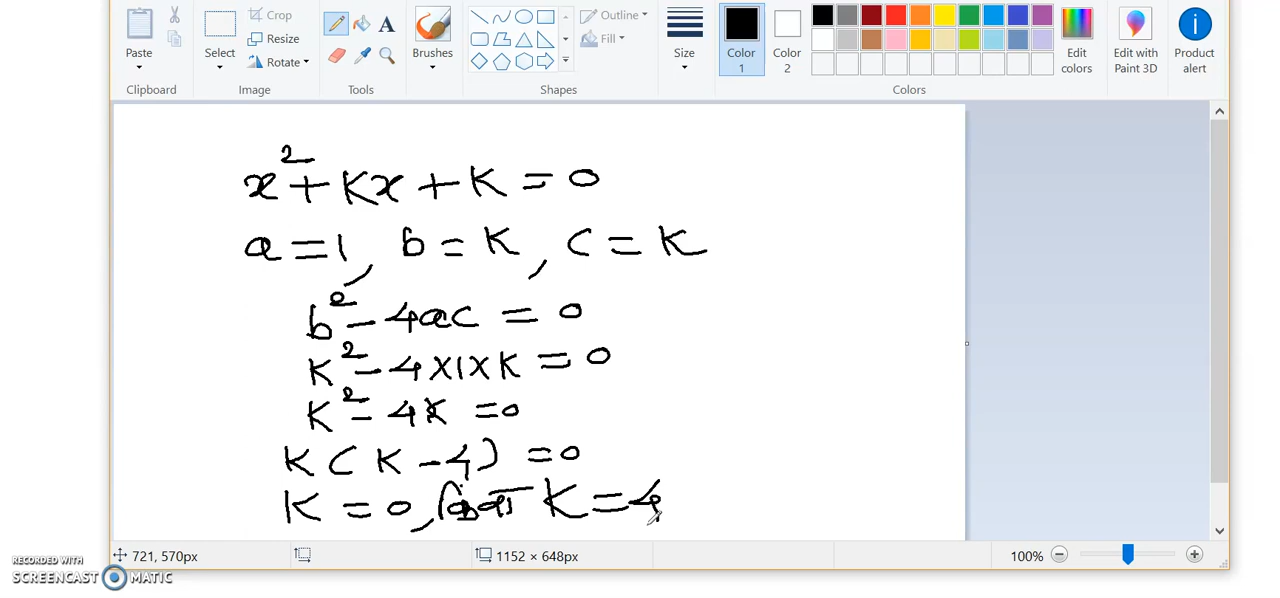 Paste
Select
Crop
Resize
Rotate
Brushes
Outline
Fill
Size
Color 1
Color 2
Edit colors
Edit with Paint 3D
Product alert
Clipboard
Image
Tools
Shapes
Colors
x²+Kx+K=0
a=1, b=K, C=K
b²-4ac=0
K²-4x1xK=0
K²-4K=0
K(K-4)=0
K=0, K=4
721, 570px
1152 × 648px
100%
RECORDED WITH
SCREENCAST MATIC